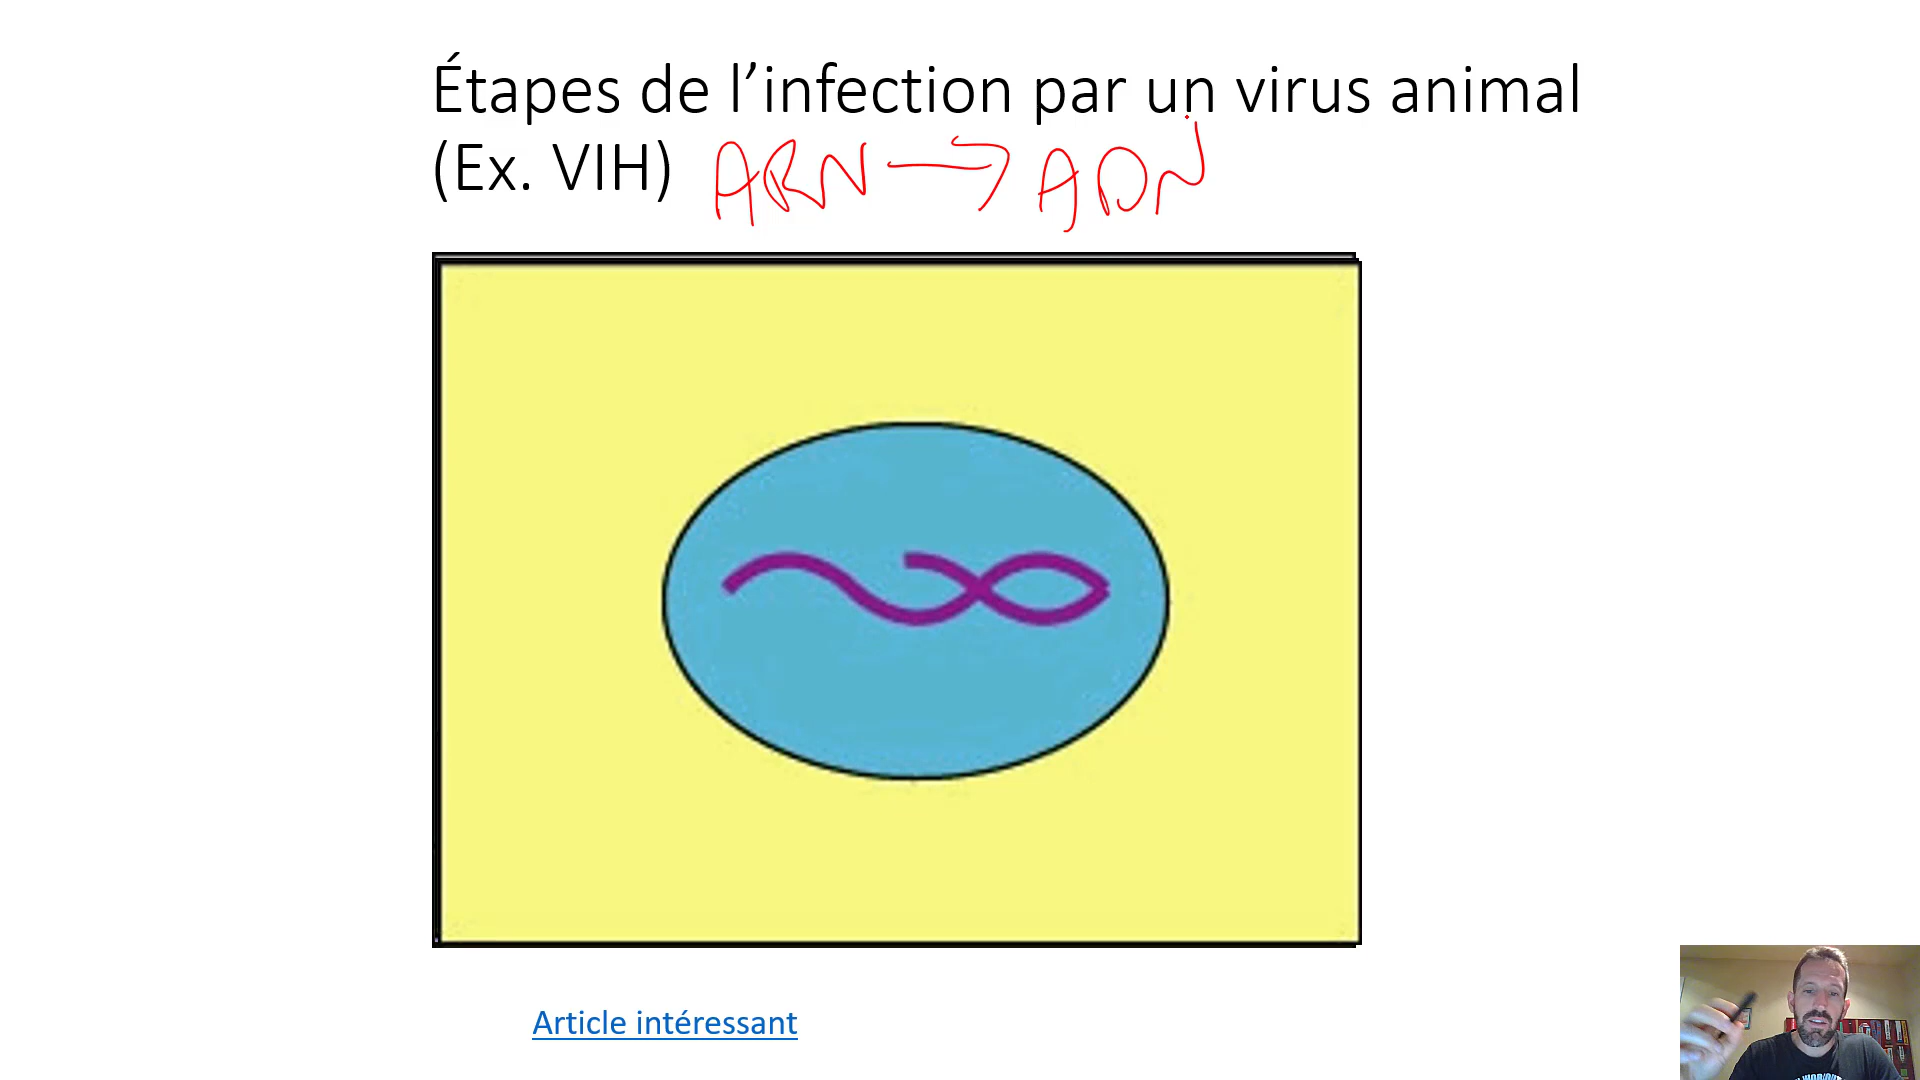 Étapes de l’infection par un virus animal
(Ex. VIH) ARN → ADN
Article intéressant